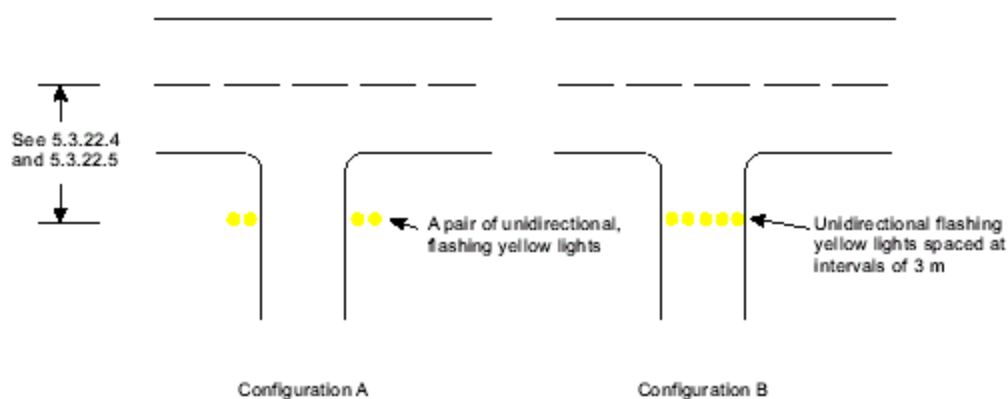 See 5.3.22.4
and 5.3.22.5
A pair of unidirectional,
flashing yellow lights
Unidirectional flashing
yellow lights spaced at
intervals of 3 m
Configuration A
Configuration B